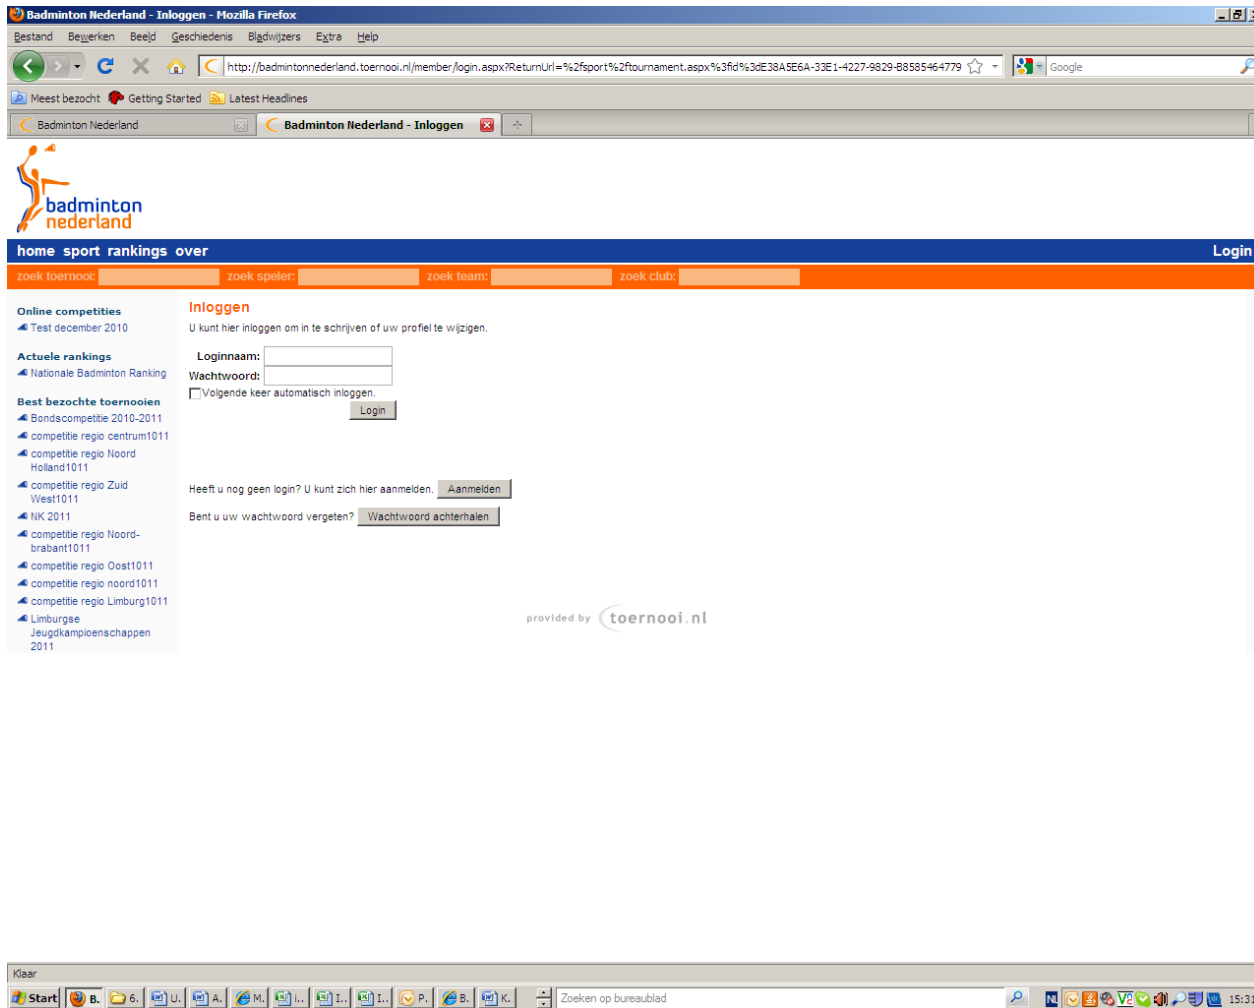 Badminton Nederland - Inloggen - Mozilla Firefox
Bestand Bewerken Beeld Geschiedenis Bladwijzers Extra Help
http://badmintonnederland.toernooi.nl/member/login.aspx?ReturnUrl=%2fsport%2ftournament.aspx%3fid%3dE38A5E6A-33E1-4227-9829-B8585464779 Google
Meest bezocht Getting Started Latest Headlines
Badminton Nederland Badminton Nederland - Inloggen
badminton
nederland
home sport rankings over Login
zoek toernooi: zoek speler: zoek team: zoek club:
Online competities
Test december 2010
Actuele rankings
Nationale Badminton Ranking
Best bezochte toernooien
Bondscompetitie 2010-2011
competitie regio centrum1011
competitie regio Noord
Holland1011
competitie regio Zuid
West1011
NK 2011
competitie regio Noord-
brabant1011
competitie regio Oost1011
competitie regio noord1011
competitie regio Limburg1011
Limburgse
Jeugdkampioenschappen
2011
Inloggen
U kunt hier inloggen om in te schrijven of uw profiel te wijzigen.
Loginnaam:
Wachtwoord:
Volgende keer automatisch inloggen.
Login
Heeft u nog geen login? U kunt zich hier aanmelden. Aanmelden
Bent u uw wachtwoord vergeten? Wachtwoord achterhalen
provided by toernooi.nl
Klaar
Start B. 6. U. A. M. i.. I.. I.. P. B. K. Zoeken op bureaublad NL 15:31